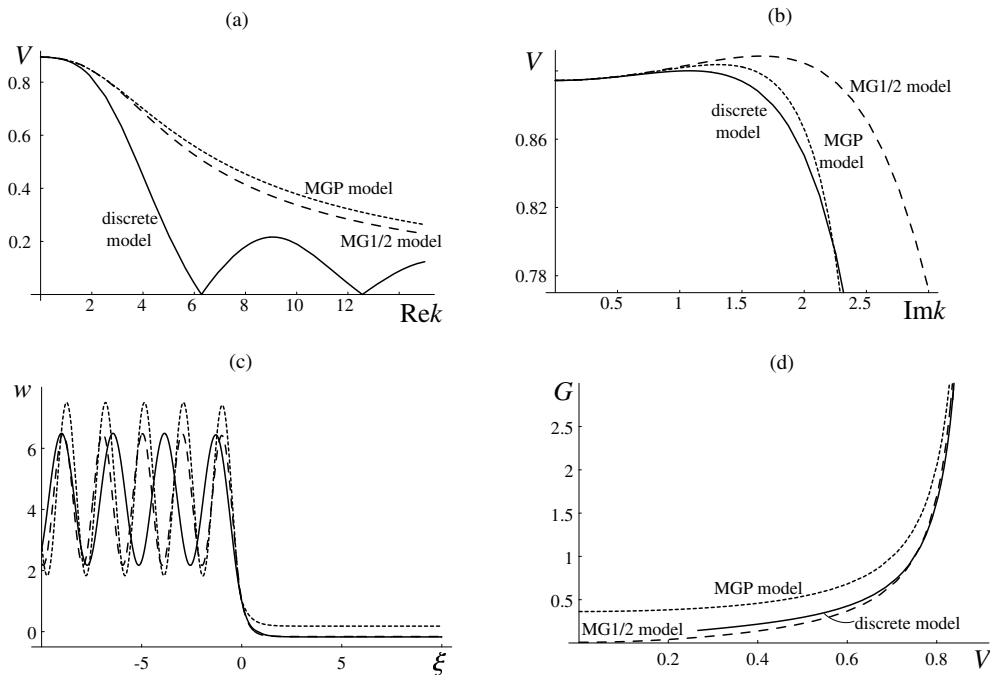 (a)
V
0.8
0.6
0.4
0.2
2
4
6
8
10
12
14
Rek
MGP model
MG1/2 model
discrete
model
(b)
V
0.86
0.82
0.78
0.5
1
1.5
2
2.5
Imk
MG1/2 model
discrete
model
MGP
model
(c)
w
6
4
2
0
-5
0
5
ξ
(d)
G
2.5
2
1.5
1
0.5
0.2
0.4
0.6
0.8
V
MGP model
MG1/2 model
discrete model